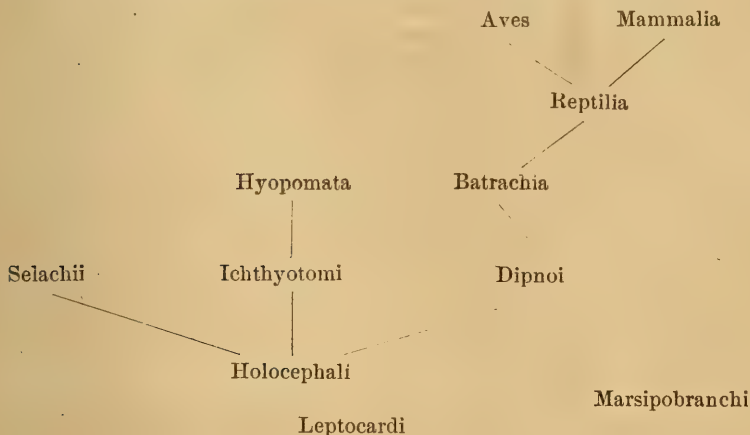 Aves Mammalia
Reptilia
Hyopomata Batrachia
Selachii Ichthyotomi Dipnoi
Holocephali
Marsipobranchi
Leptocardi